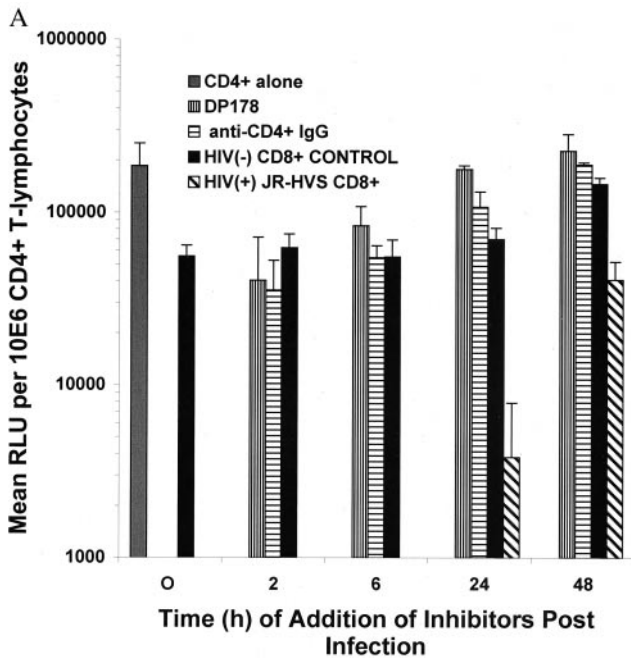 A
Mean RLU per 10E6 CD4+ T-lymphocytes
1000000
100000
10000
1000
CD4+ alone
DP178
anti-CD4+ IgG
HIV(-) CD8+ CONTROL
HIV(+) JR-HVS CD8+
O 2 6 24 48
Time (h) of Addition of Inhibitors Post
Infection